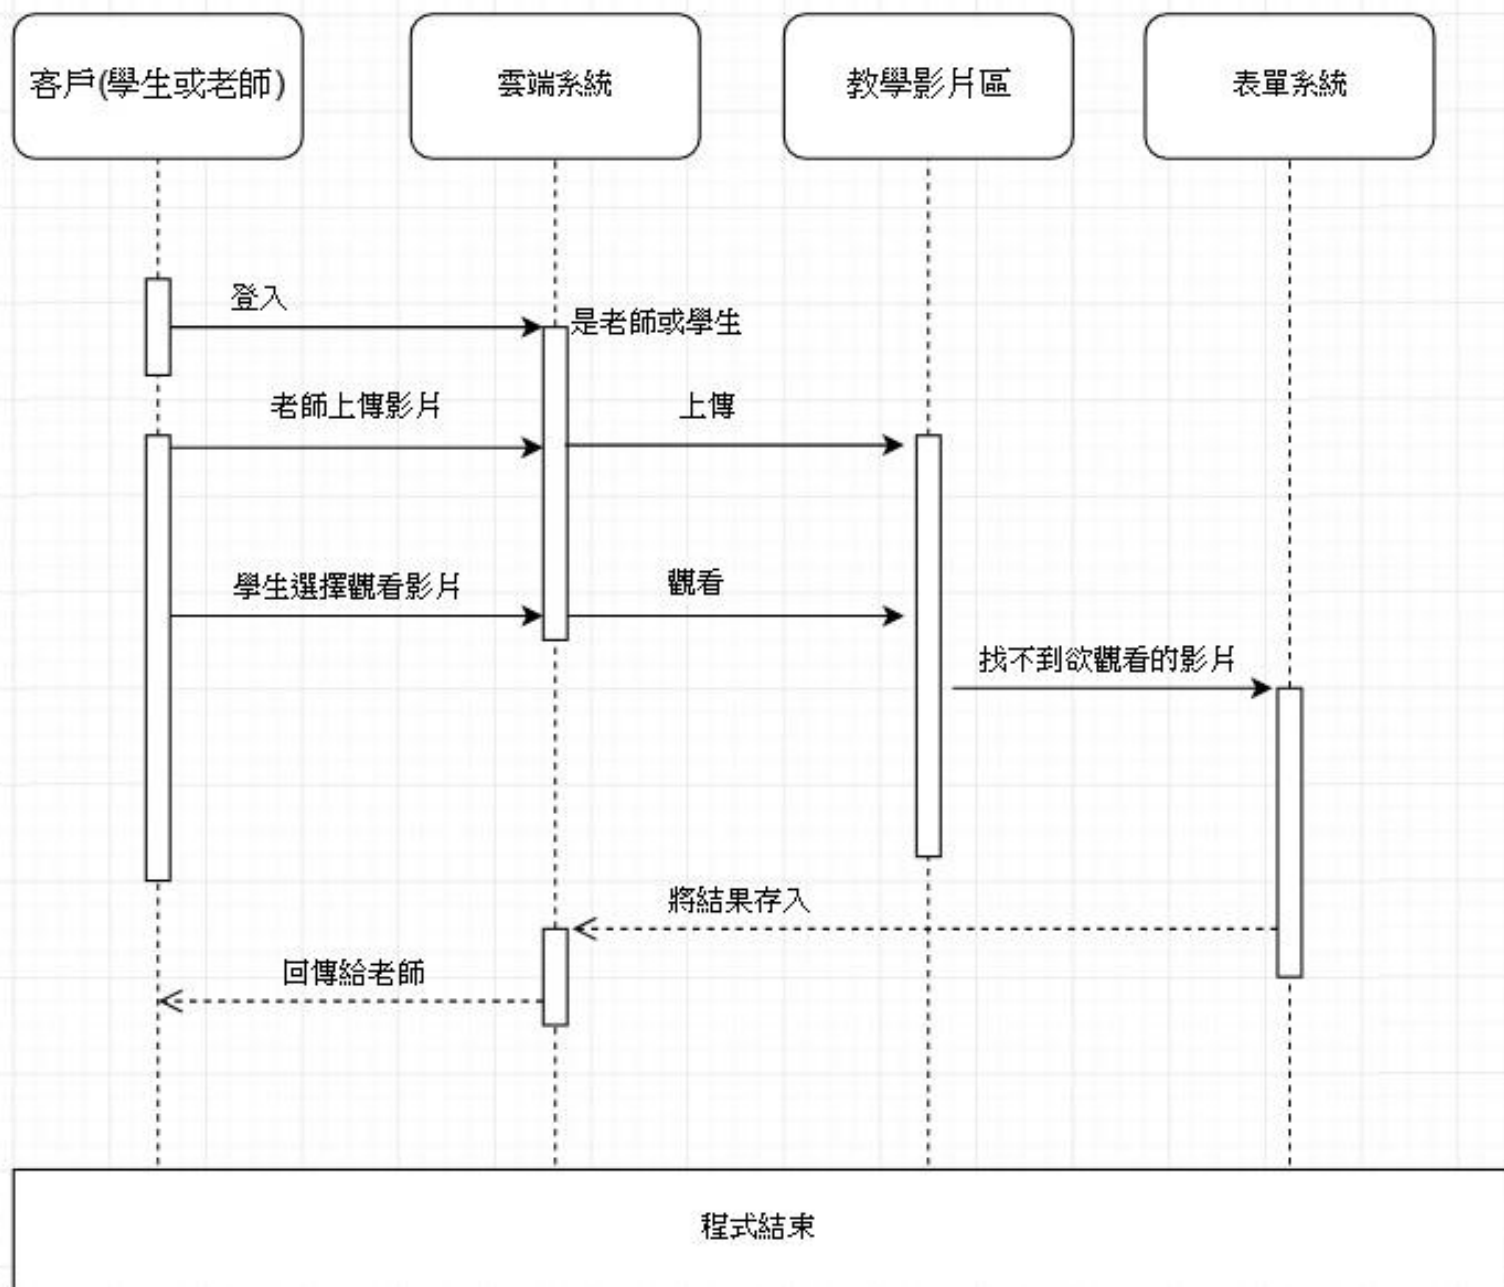 客戶(學生或老師)
雲端系統
教學影片區
表單系統
登入
是老師或學生
老師上傳影片
上傳
學生選擇觀看影片
觀看
找不到欲觀看的影片
將結果存入
回傳給老師
程式結束